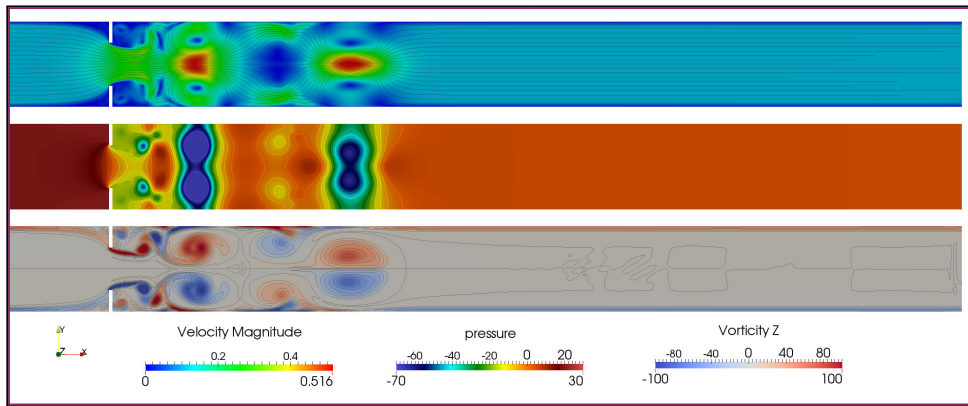 Y
Z X
Velocity Magnitude
0.2 0.4
0 0.516
pressure
-60 -40 -20 0 20
-70 30
Vorticity Z
-80 -40 0 40 80
-100 100